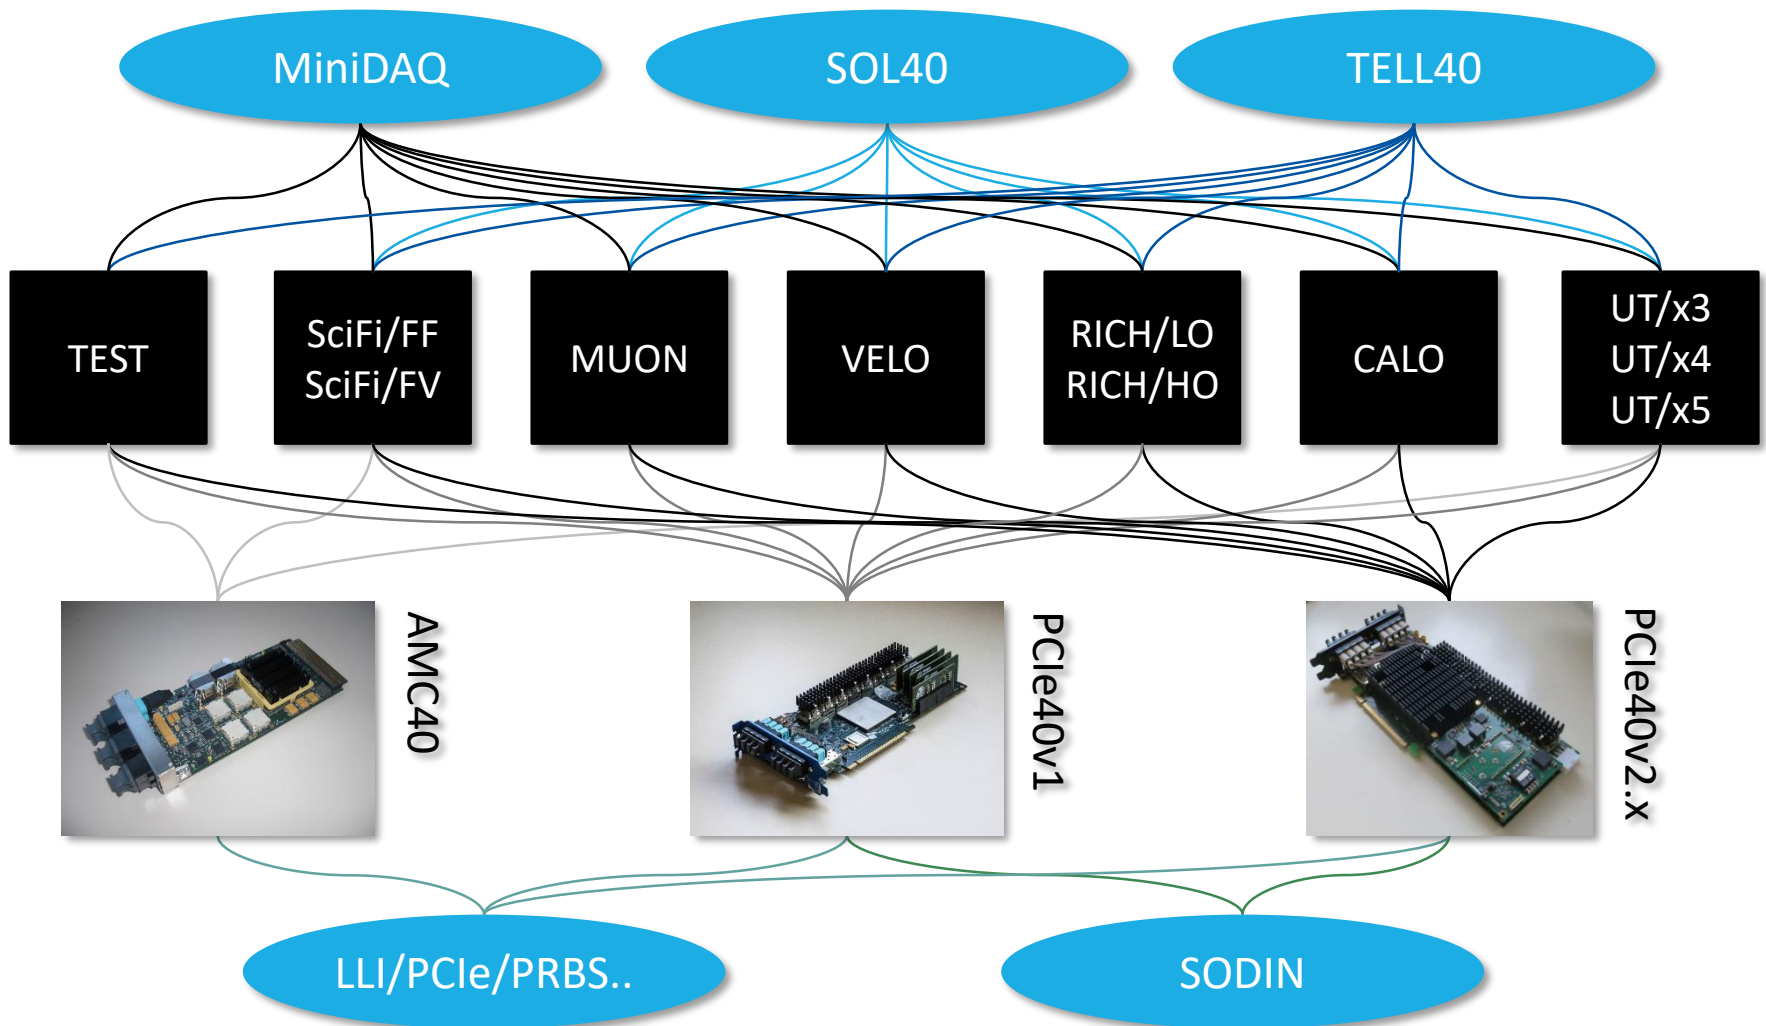 MiniDAQ
SOL40
TELL40
TEST
SciFi/FF
SciFi/FV
MUON
VELO
RICH/LO
RICH/HO
CALO
UT/x3
UT/x4
UT/x5
AMC40
PCIe40v1
PCIe40v2.x
LLI/PCIe/PRBS..
SODIN